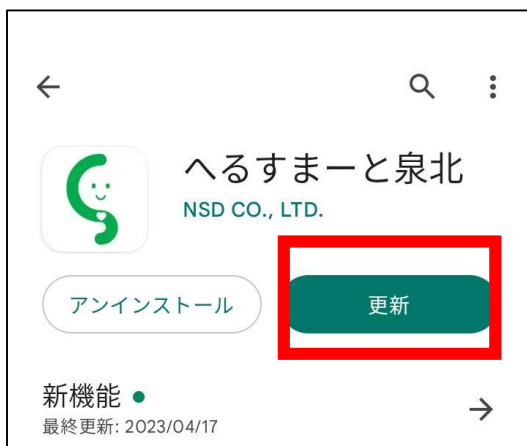 へるすまーと泉北
NSD CO., LTD.
アンインストール
更新
新機能
最終更新: 2023/04/17